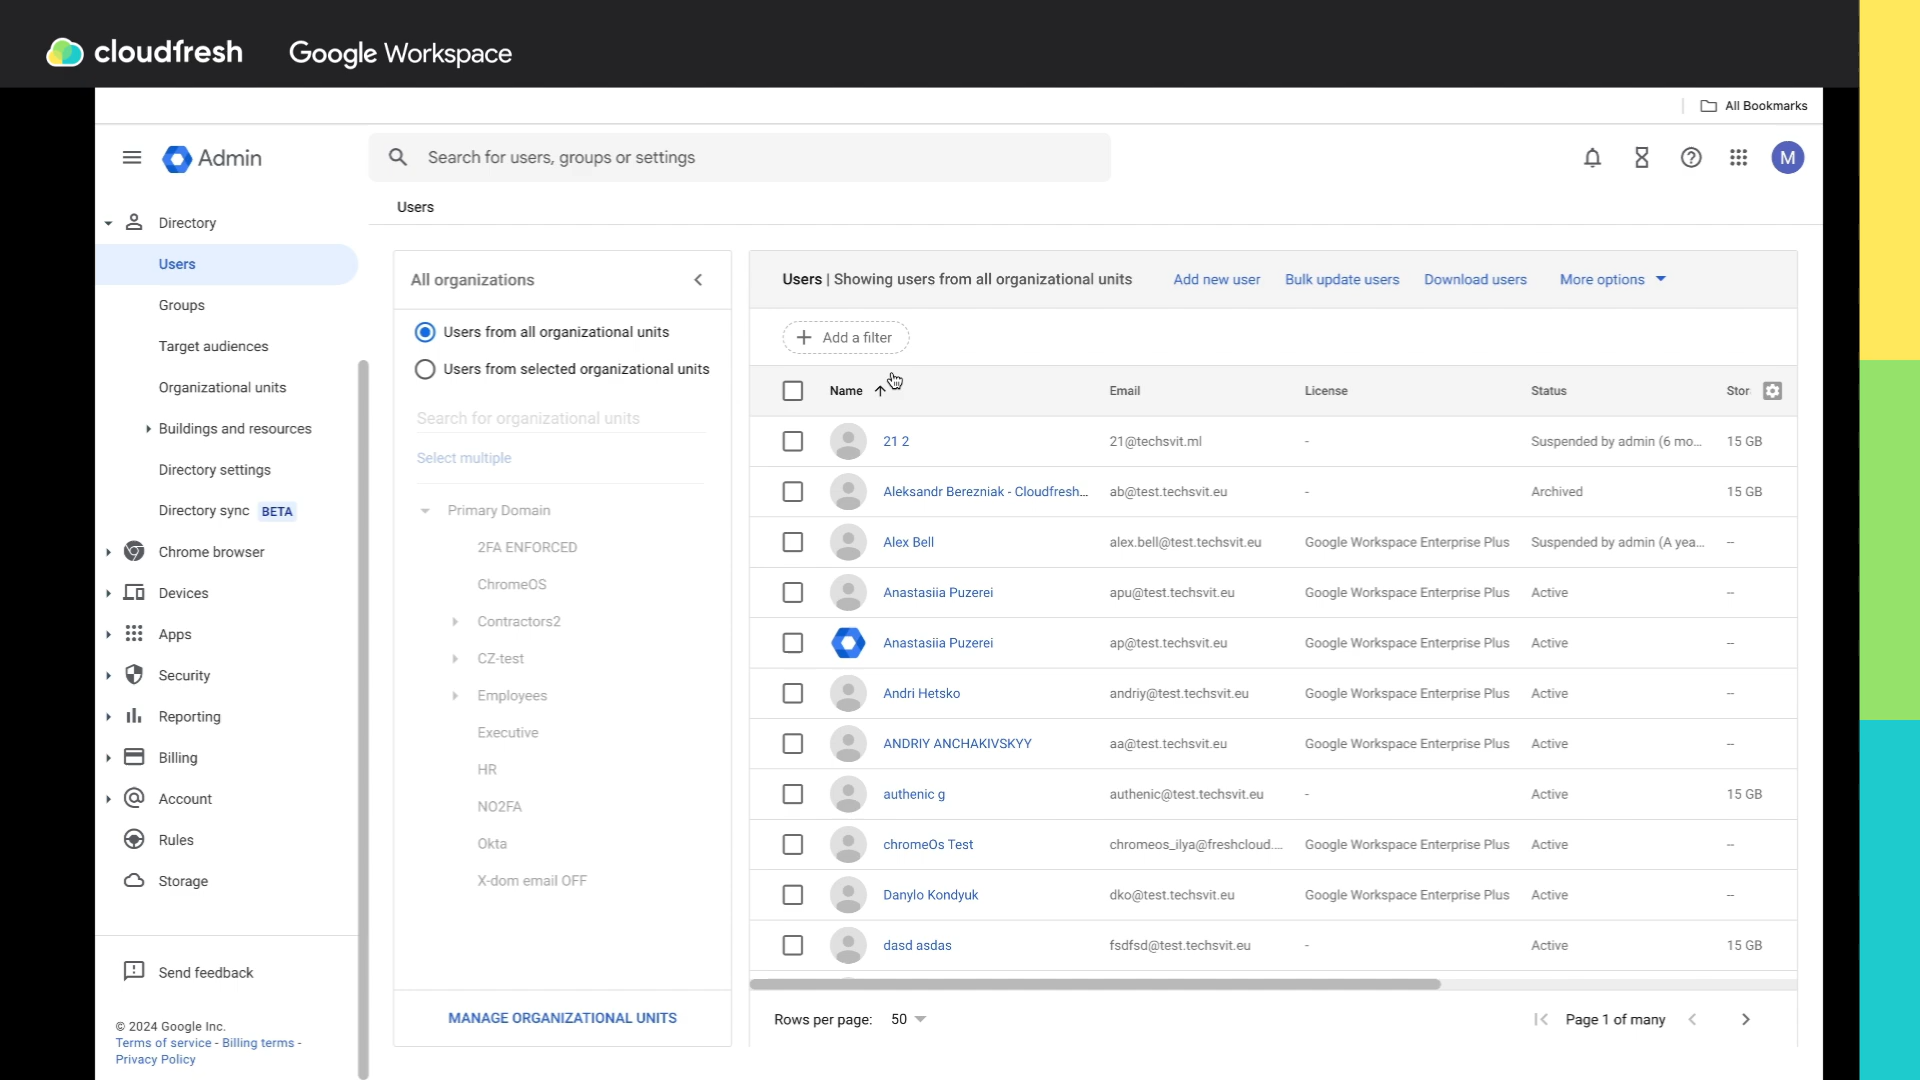 cloudfresh Google Workspace
All Bookmarks
Admin
Search for users, groups or settings
M
Users
Directory
Users
Groups
Target audiences
Organizational units
Buildings and resources
Directory settings
Directory sync BETA
Chrome browser
Devices
Apps
Security
Reporting
Billing
Account
Rules
Storage
Send feedback
© 2024 Google Inc.
Terms of service - Billing terms -
Privacy Policy
All organizations
Users from all organizational units
Users from selected organizational units
Search for organizational units
Select multiple
Primary Domain
2FA ENFORCED
ChromeOS
Contractors2
CZ-test
Employees
Executive
HR
NO2FA
Okta
X-dom email OFF
MANAGE ORGANIZATIONAL UNITS
Users | Showing users from all organizational units Add new user Bulk update users Download users More options
Add a filter
Name Email License Status Stor
21 2 21@techsvit.ml - Suspended by admin (6 mo... 15 GB
Aleksandr Berezniak - Cloudfresh... ab@test.techsvit.eu - Archived 15 GB
Alex Bell alex.bell@test.techsvit.eu Google Workspace Enterprise Plus Suspended by admin (A yea... --
Anastasiia Puzerei apu@test.techsvit.eu Google Workspace Enterprise Plus Active --
Anastasiia Puzerei ap@test.techsvit.eu Google Workspace Enterprise Plus Active --
Andri Hetsko andriy@test.techsvit.eu Google Workspace Enterprise Plus Active --
ANDRIY ANCHAKIVSKYY aa@test.techsvit.eu Google Workspace Enterprise Plus Active --
authenic g authenic@test.techsvit.eu - Active 15 GB
chromeOs Test chromeos_ilya@freshcloud.... Google Workspace Enterprise Plus Active --
Danylo Kondyuk dko@test.techsvit.eu Google Workspace Enterprise Plus Active --
dasd asdas fsdfsd@test.techsvit.eu - Active 15 GB
Rows per page: 50 Page 1 of many